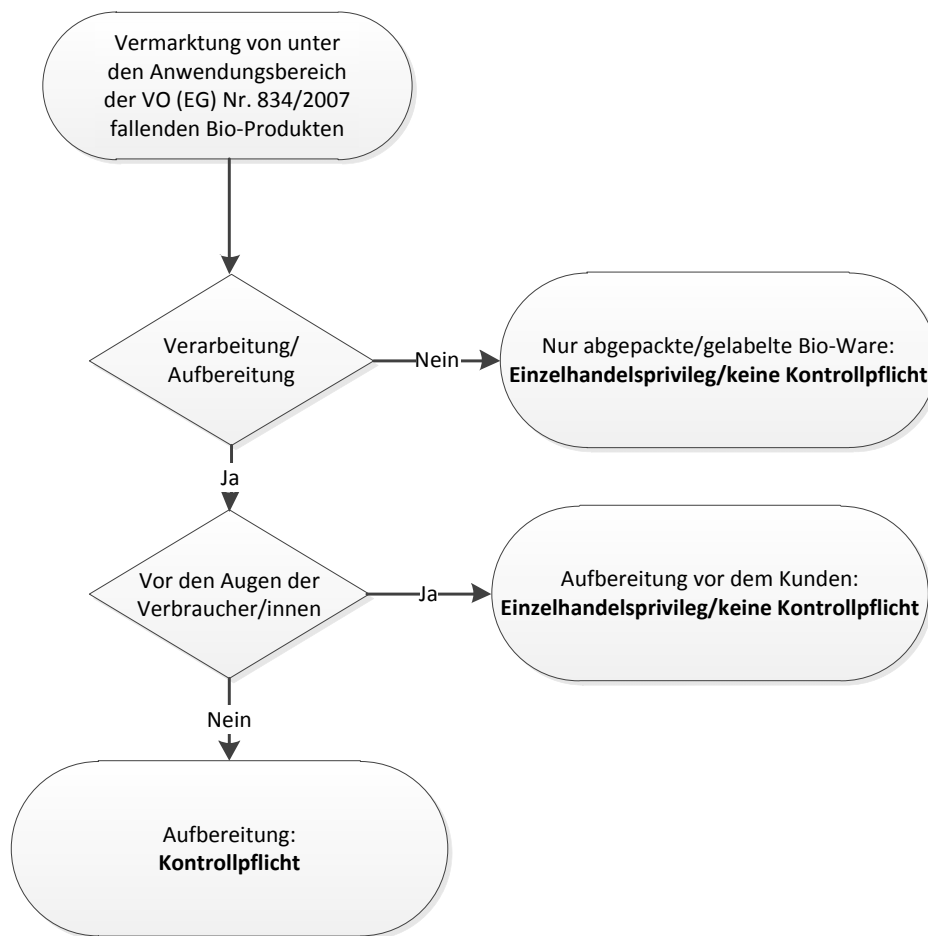 Vermarktung von unter
den Anwendungsbereich
der VO (EG) Nr. 834/2007
fallenden Bio-Produkten
Verarbeitung/
Aufbereitung
Nein
Nur abgepackte/gelabelte Bio-Ware:
Einzelhandelsprivileg/keine Kontrollpflicht
Ja
Vor den Augen der
Verbraucher/innen
Ja
Aufbereitung vor dem Kunden:
Einzelhandelsprivileg/keine Kontrollpflicht
Nein
Aufbereitung:
Kontrollpflicht